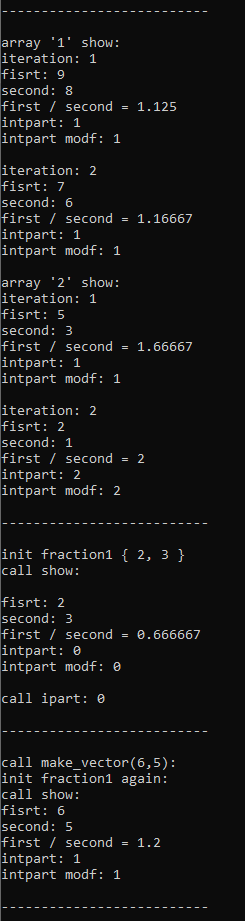 --------------------------
array '1' show:
iteration: 1
fisrt: 9
second: 8
first / second = 1.125
intpart: 1
intpart modf: 1
iteration: 2
fisrt: 7
second: 6
first / second = 1.16667
intpart: 1
intpart modf: 1
array '2' show:
iteration: 1
fisrt: 5
second: 3
first / second = 1.66667
intpart: 1
intpart modf: 1
iteration: 2
fisrt: 2
second: 1
first / second = 2
intpart: 2
intpart modf: 2
--------------------------
init fraction1 { 2, 3 }
call show:
fisrt: 2
second: 3
first / second = 0.666667
intpart: 0
intpart modf: 0
call ipart: 0
--------------------------
call make_vector(6,5):
init fraction1 again:
call show:
fisrt: 6
second: 5
first / second = 1.2
intpart: 1
intpart modf: 1
--------------------------